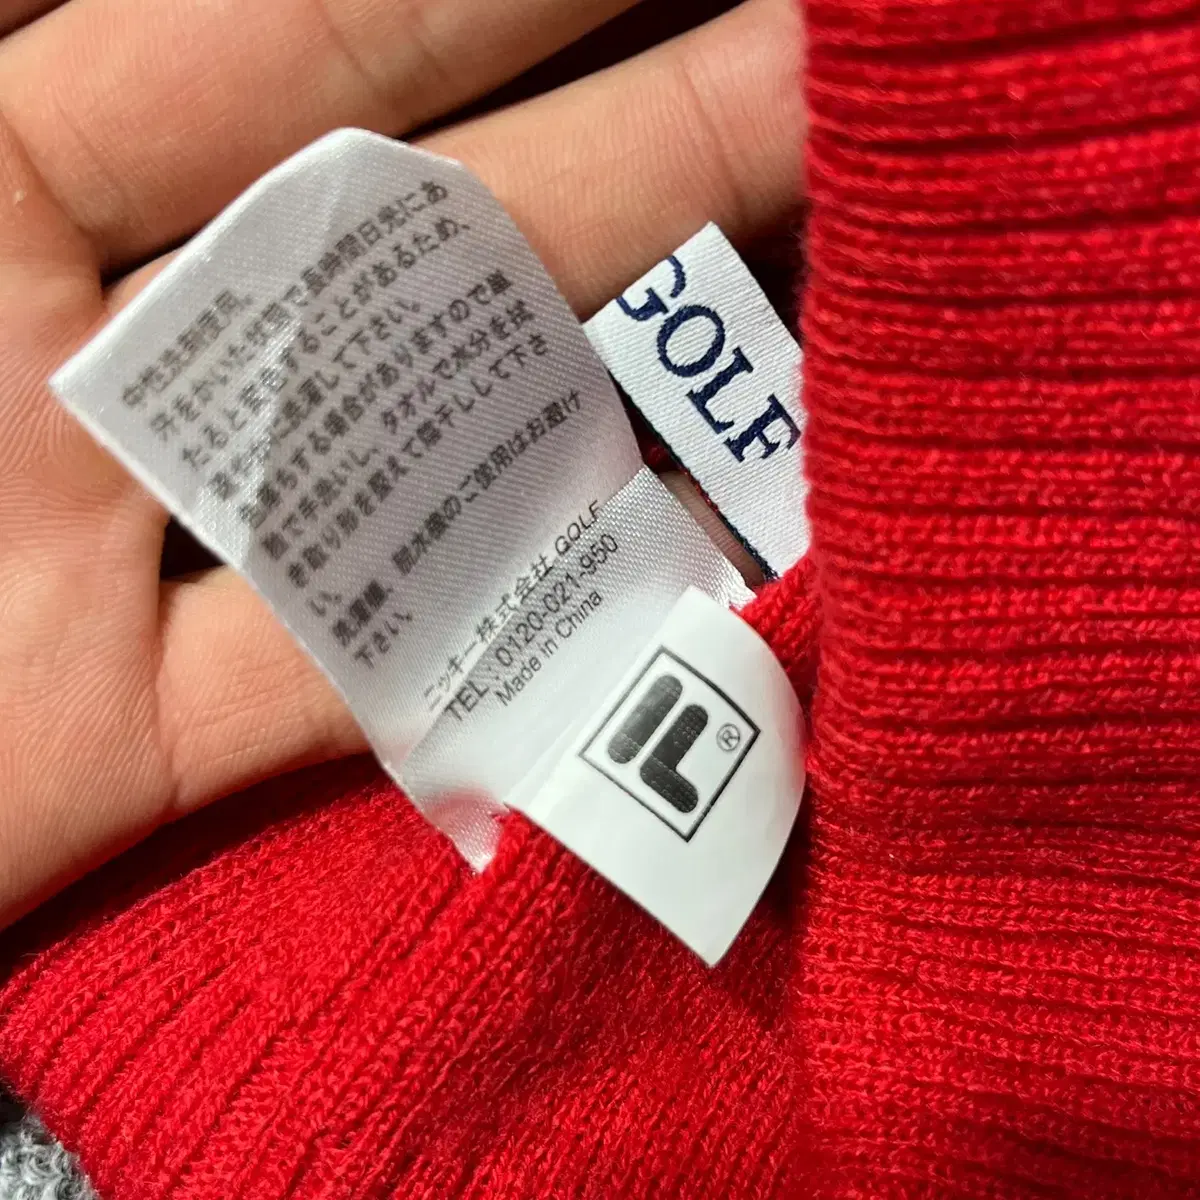 中性洗剤使用。
汗をかいた状態で長時間日光にあ
たると変色することがあるため、
速やかに洗濯して下さい。
色落ちする場合がありますので単
独で手洗いし、タオルで水分を拭
き取り形を整えて陰干しして下さ
い。
洗濯機、脱水機のご使用はお避け
下さい。
ニッキー株式会社 GOLF
TEL : 0120-021-950
Made in China
GOLF
®